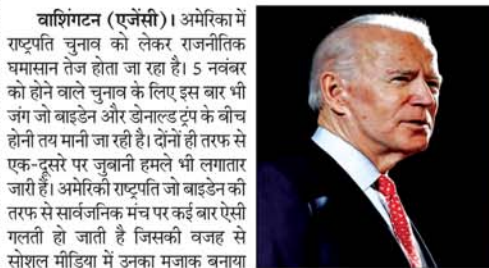 वाशिंगटन (एजेंसी)। अमेरिका में
राष्ट्रपति चुनाव को लेकर राजनीतिक
घमासान तेज होता जा रहा है। 5 नवंबर
को होने वाले चुनाव के लिए इस बार भी
जंग जो बाइडेन और डोनाल्ड ट्रंप के बीच
होनी तय मानी जा रही है। दोंनों ही तरफ से
एक-दूसरे पर जुबानी हमले भी लगातार
जारी हैं। अमेरिकी राष्ट्रपति जो बाइडेन की
तरफ से सार्वजनिक मंच पर कई बार ऐसी
गलती हो जाती है जिसकी वजह से
सोशल मीडिया में उनका मजाक बनाया